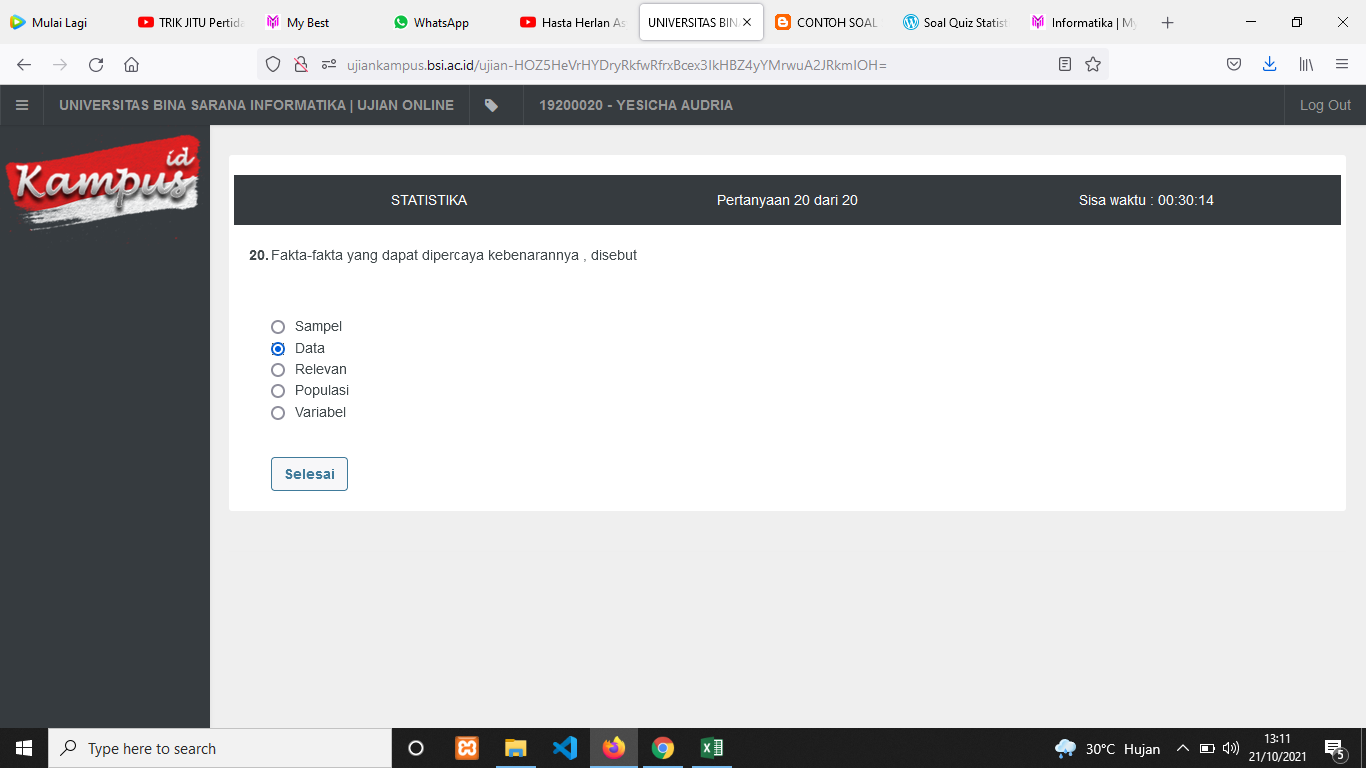 Mulai Lagi
TRIK JITU Pertida
My Best
WhatsApp
Hasta Herlan As
UNIVERSITAS BIN
CONTOH SOAL
Soal Quiz Statist
Informatika | My
ujiankampus.bsi.ac.id/ujian-HOZ5HeVrHYDryRkfwRfrxBcex3IkHBZ4yYMrwuA2JRkmIOH=
UNIVERSITAS BINA SARANA INFORMATIKA | UJIAN ONLINE
19200020 - YESICHA AUDRIA
Log Out
Kampus id
STATISTIKA
Pertanyaan 20 dari 20
Sisa waktu : 00:30:14
20. Fakta-fakta yang dapat dipercaya kebenarannya , disebut
Sampel
Data
Relevan
Populasi
Variabel
Selesai
Type here to search
30°C Hujan
13:11
21/10/2021
5